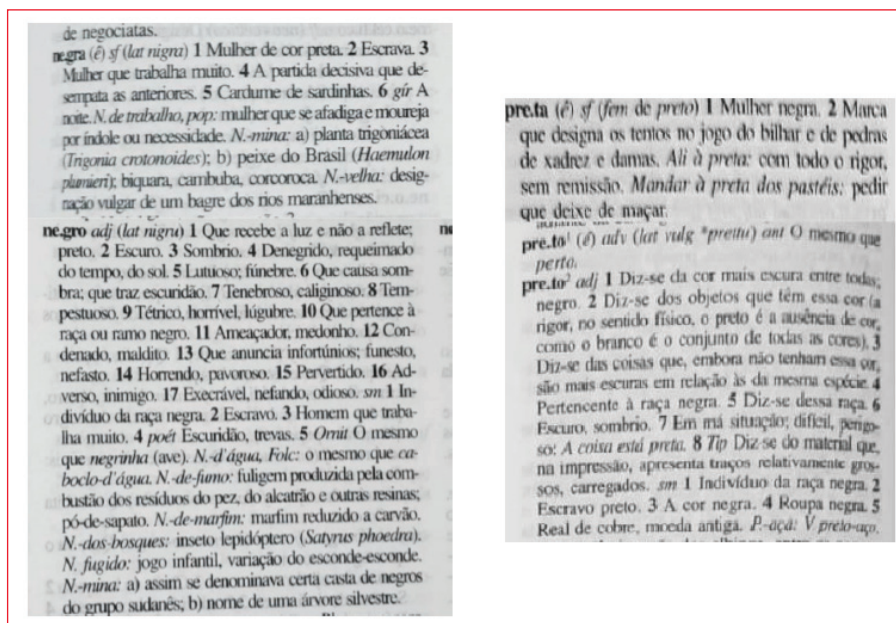 de negociatas.
ne.gra (ê) sf (lat nigra) 1 Mulher de cor preta. 2 Escrava. 3
Mulher que trabalha muito. 4 A partida decisiva que de-
sempata as anteriores. 5 Cardume de sardinhas. 6 gír A
noite. N. de trabalho, pop: mulher que se afadiga e moureja
por índole ou necessidade. N.-mina: a) planta trigoniácea
(Trigonia crotonoides); b) peixe do Brasil (Haemulon
plumieri); biquara, cambuba, corcoroca. N.-velha: desig-
nação vulgar de um bagre dos rios maranhenses.
ne.gro adj (lat nigru) 1 Que recebe a luz e não a reflete;
preto. 2 Escuro. 3 Sombrio. 4 Denegrido, requeimado
do tempo, do sol. 5 Lutuoso; fúnebre. 6 Que causa som-
bra; que traz escuridão. 7 Tenebroso, caliginoso. 8 Tem-
pestuoso. 9 Tétrico, horrível, lúgubre. 10 Que pertence à
raça ou ramo negro. 11 Ameaçador, medonho. 12 Con-
denado, maldito. 13 Que anuncia infortúnios; funesto,
nefasto. 14 Horrendo, pavoroso. 15 Pervertido. 16 Ad-
verso, inimigo. 17 Execrável, nefando, odioso. sm 1 In-
divíduo da raça negra. 2 Escravo. 3 Homem que traba-
lha muito. 4 poét Escuridão, trevas. 5 Ornit O mesmo
que negrinha (ave). N.-d'água, Folc: o mesmo que ca-
boclo-d'água. N.-de-fumo: fuligem produzida pela com-
bustão dos resíduos do pez, do alcatrão e outras resinas;
pó-de-sapato. N.-de-marfim: marfim reduzido a carvão.
N.-dos-bosques: inseto lepidóptero (Satyrus phoedra).
N. fugido: jogo infantil, variação do esconde-esconde.
N.-mina: a) assim se denominava certa casta de negros
do grupo sudanês; b) nome de uma árvore silvestre.
pre.ta (ê) sf (fem de preto) 1 Mulher negra. 2 Marca
que designa os tentos no jogo do bilhar e de pedras
de xadrez e damas. Ali à preta: com todo o rigor,
sem remissão. Mandar à preta dos pastéis: pedir
que deixe de maçar.
pre.to¹ (é) adv (lat vulg *prettu) ant O mesmo que
perto.
pre.to² adj 1 Diz-se da cor mais escura entre todas;
negro. 2 Diz-se dos objetos que têm essa cor (a
rigor, no sentido físico, o preto é a ausência de cor,
como o branco é o conjunto de todas as cores). 3
Diz-se das coisas que, embora não tenham essa cor,
são mais escuras em relação às da mesma espécie. 4
Pertencente à raça negra. 5 Diz-se dessa raça. 6
Escuro, sombrio. 7 Em má situação; difícil, perigo-
so: A coisa está preta. 8 Tip Diz-se do material que,
na impressão, apresenta traços relativamente gros-
sos, carregados. sm 1 Indivíduo da raça negra. 2
Escravo preto. 3 A cor negra. 4 Roupa negra. 5
Real de cobre, moeda antiga. P.-açá: V preto-aço.